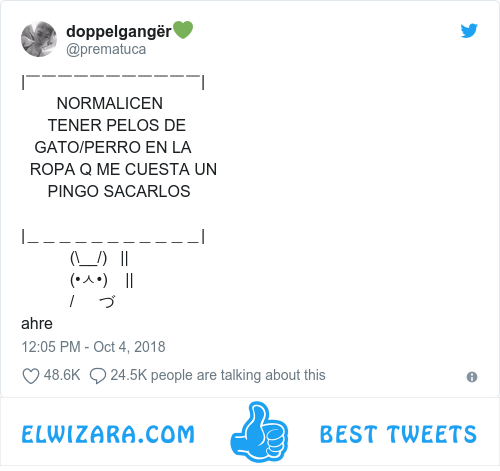 doppelgangër💚
@prematuca
|￣￣￣￣￣￣￣￣￣￣￣|
NORMALICEN
TENER PELOS DE
GATO/PERRO EN LA
ROPA Q ME CUESTA UN
PINGO SACARLOS
|＿＿＿＿＿＿＿＿＿＿＿|
(\__/) ||
(•ㅅ•) ||
/ づ
ahre
12:05 PM - Oct 4, 2018
48.6K 24.5K people are talking about this
ELWIZARA.COM BEST TWEETS